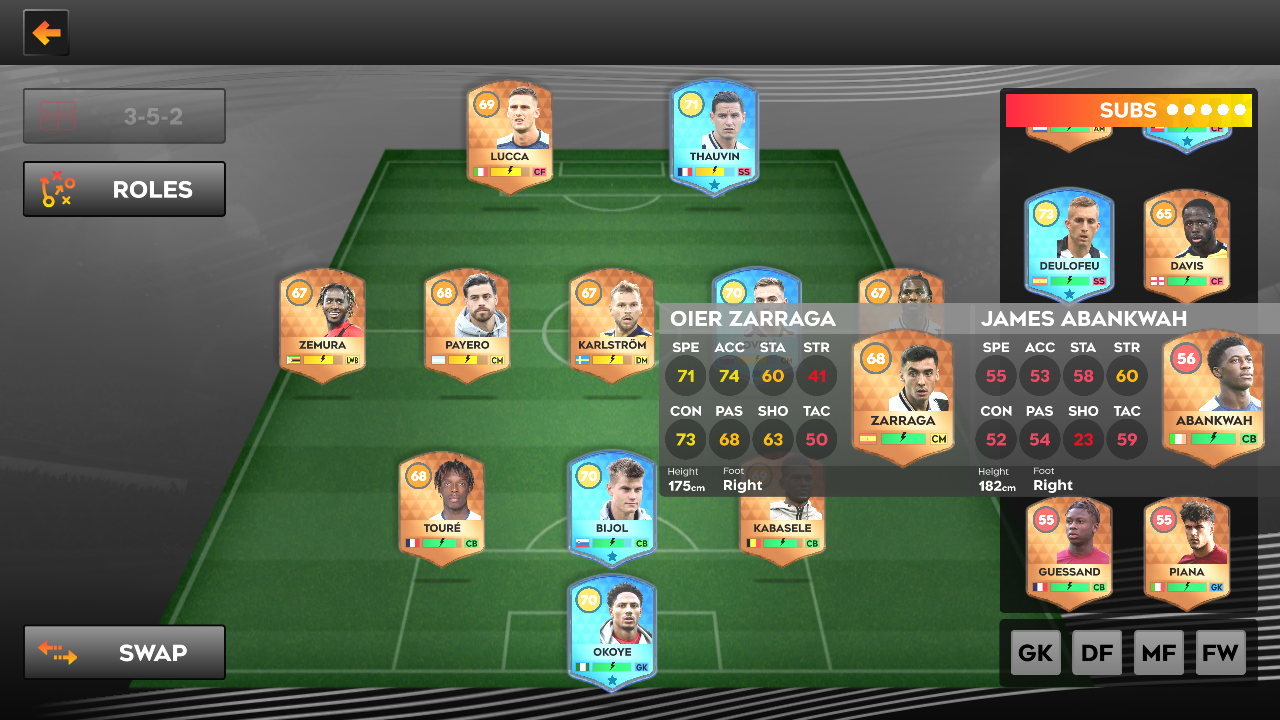 3-5-2
ROLES
SWAP
69
LUCCA
CF
71
THAUVIN
SS
67
ZEMURA
LWB
68
PAYERO
CM
67
KARLSTRÖM
DM
70
67
68
TOURÉ
CB
70
BIJOL
CB
KABASELE
CB
70
OKOYE
GK
OIER ZARRAGA
SPE ACC STA STR
71 74 60 41
CON PAS SHO TAC
73 68 63 50
Height Foot
175cm Right
68
ZARRAGA
CM
JAMES ABANKWAH
SPE ACC STA STR
55 53 58 60
CON PAS SHO TAC
52 54 23 59
Height Foot
182cm Right
56
ABANKWAH
CB
SUBS
AM CF
73
DEULOFEU
SS
65
DAVIS
CF
55
GUESSAND
CB
55
PIANA
GK
GK DF MF FW